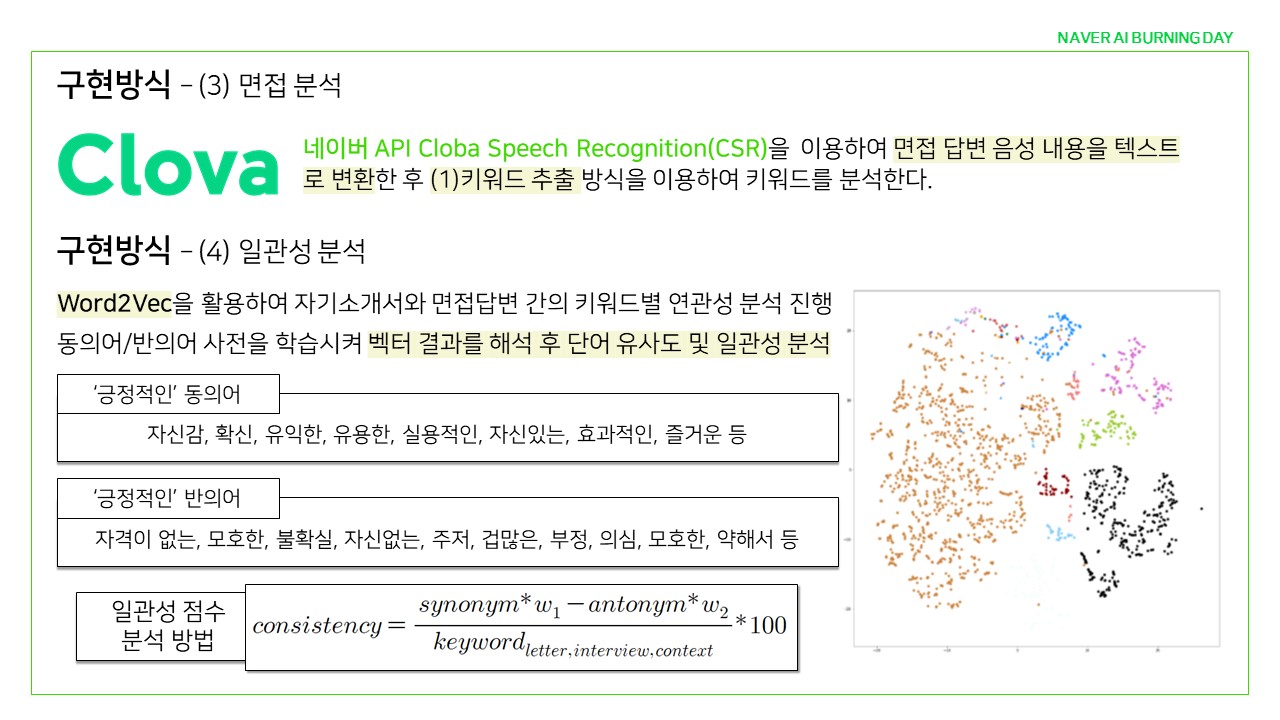 NAVER AI BURNING DAY
구현방식 – (3) 면접 분석
Clova
네이버 API Cloba Speech Recognition(CSR)을 이용하여 면접 답변 음성 내용을 텍스트
로 변환한 후 (1)키워드 추출 방식을 이용하여 키워드를 분석한다.
구현방식 – (4) 일관성 분석
Word2Vec을 활용하여 자기소개서와 면접답변 간의 키워드별 연관성 분석 진행
동의어/반의어 사전을 학습시켜 벡터 결과를 해석 후 단어 유사도 및 일관성 분석
‘긍정적인’ 동의어
자신감, 확신, 유익한, 유용한, 실용적인, 자신있는, 효과적인, 즐거운 등
‘긍정적인’ 반의어
자격이 없는, 모호한, 불확실, 자신없는, 주저, 겁많은, 부정, 의심, 모호한, 약해서 등
일관성 점수
분석 방법
consistency = (synonym * w1 – antonym * w2) / keyword letter,interview,context * 100